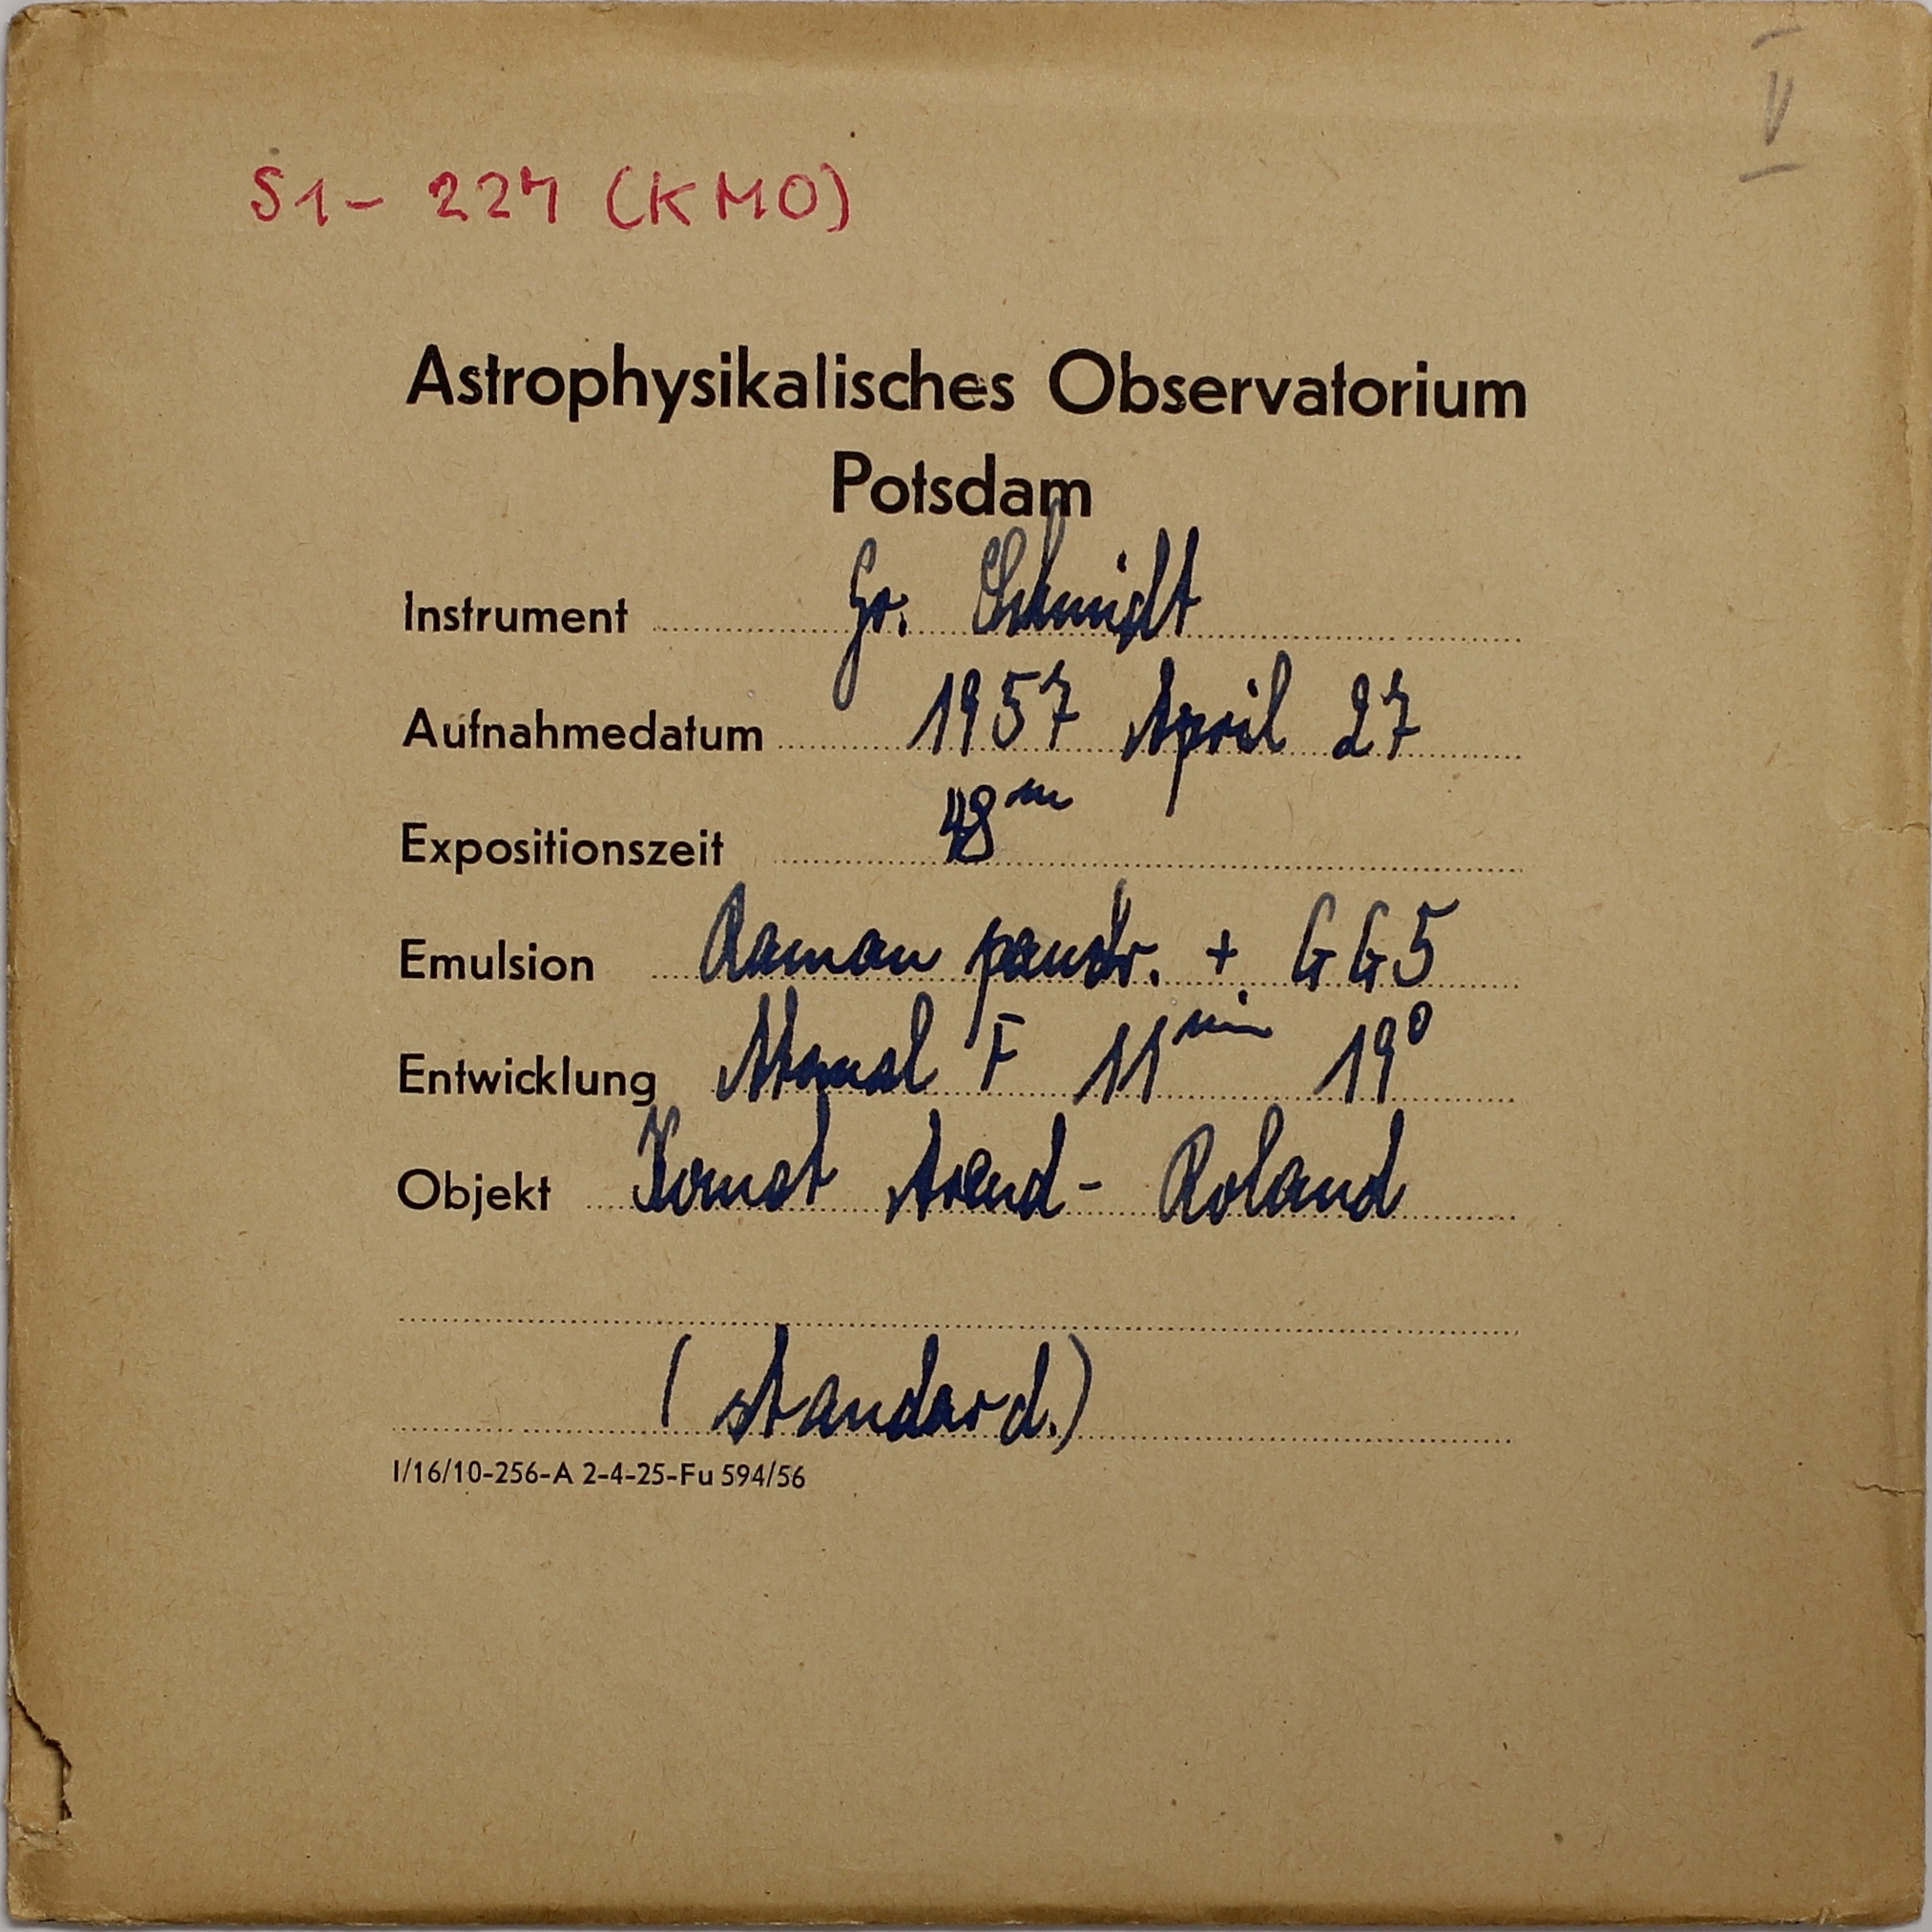 V
S1- 227 (KMO)
Astrophysikalisches Observatorium
Potsdam
Instrument Gr. Schmidt
Aufnahmedatum 1957 April 27
Expositionszeit 48m
Emulsion Raman panchr. + GG5
Entwicklung Atomal F 11min 19°
Objekt Komet Arend- Roland
(standard.)
I/16/10-256-A 2-4-25-Fu 594/56